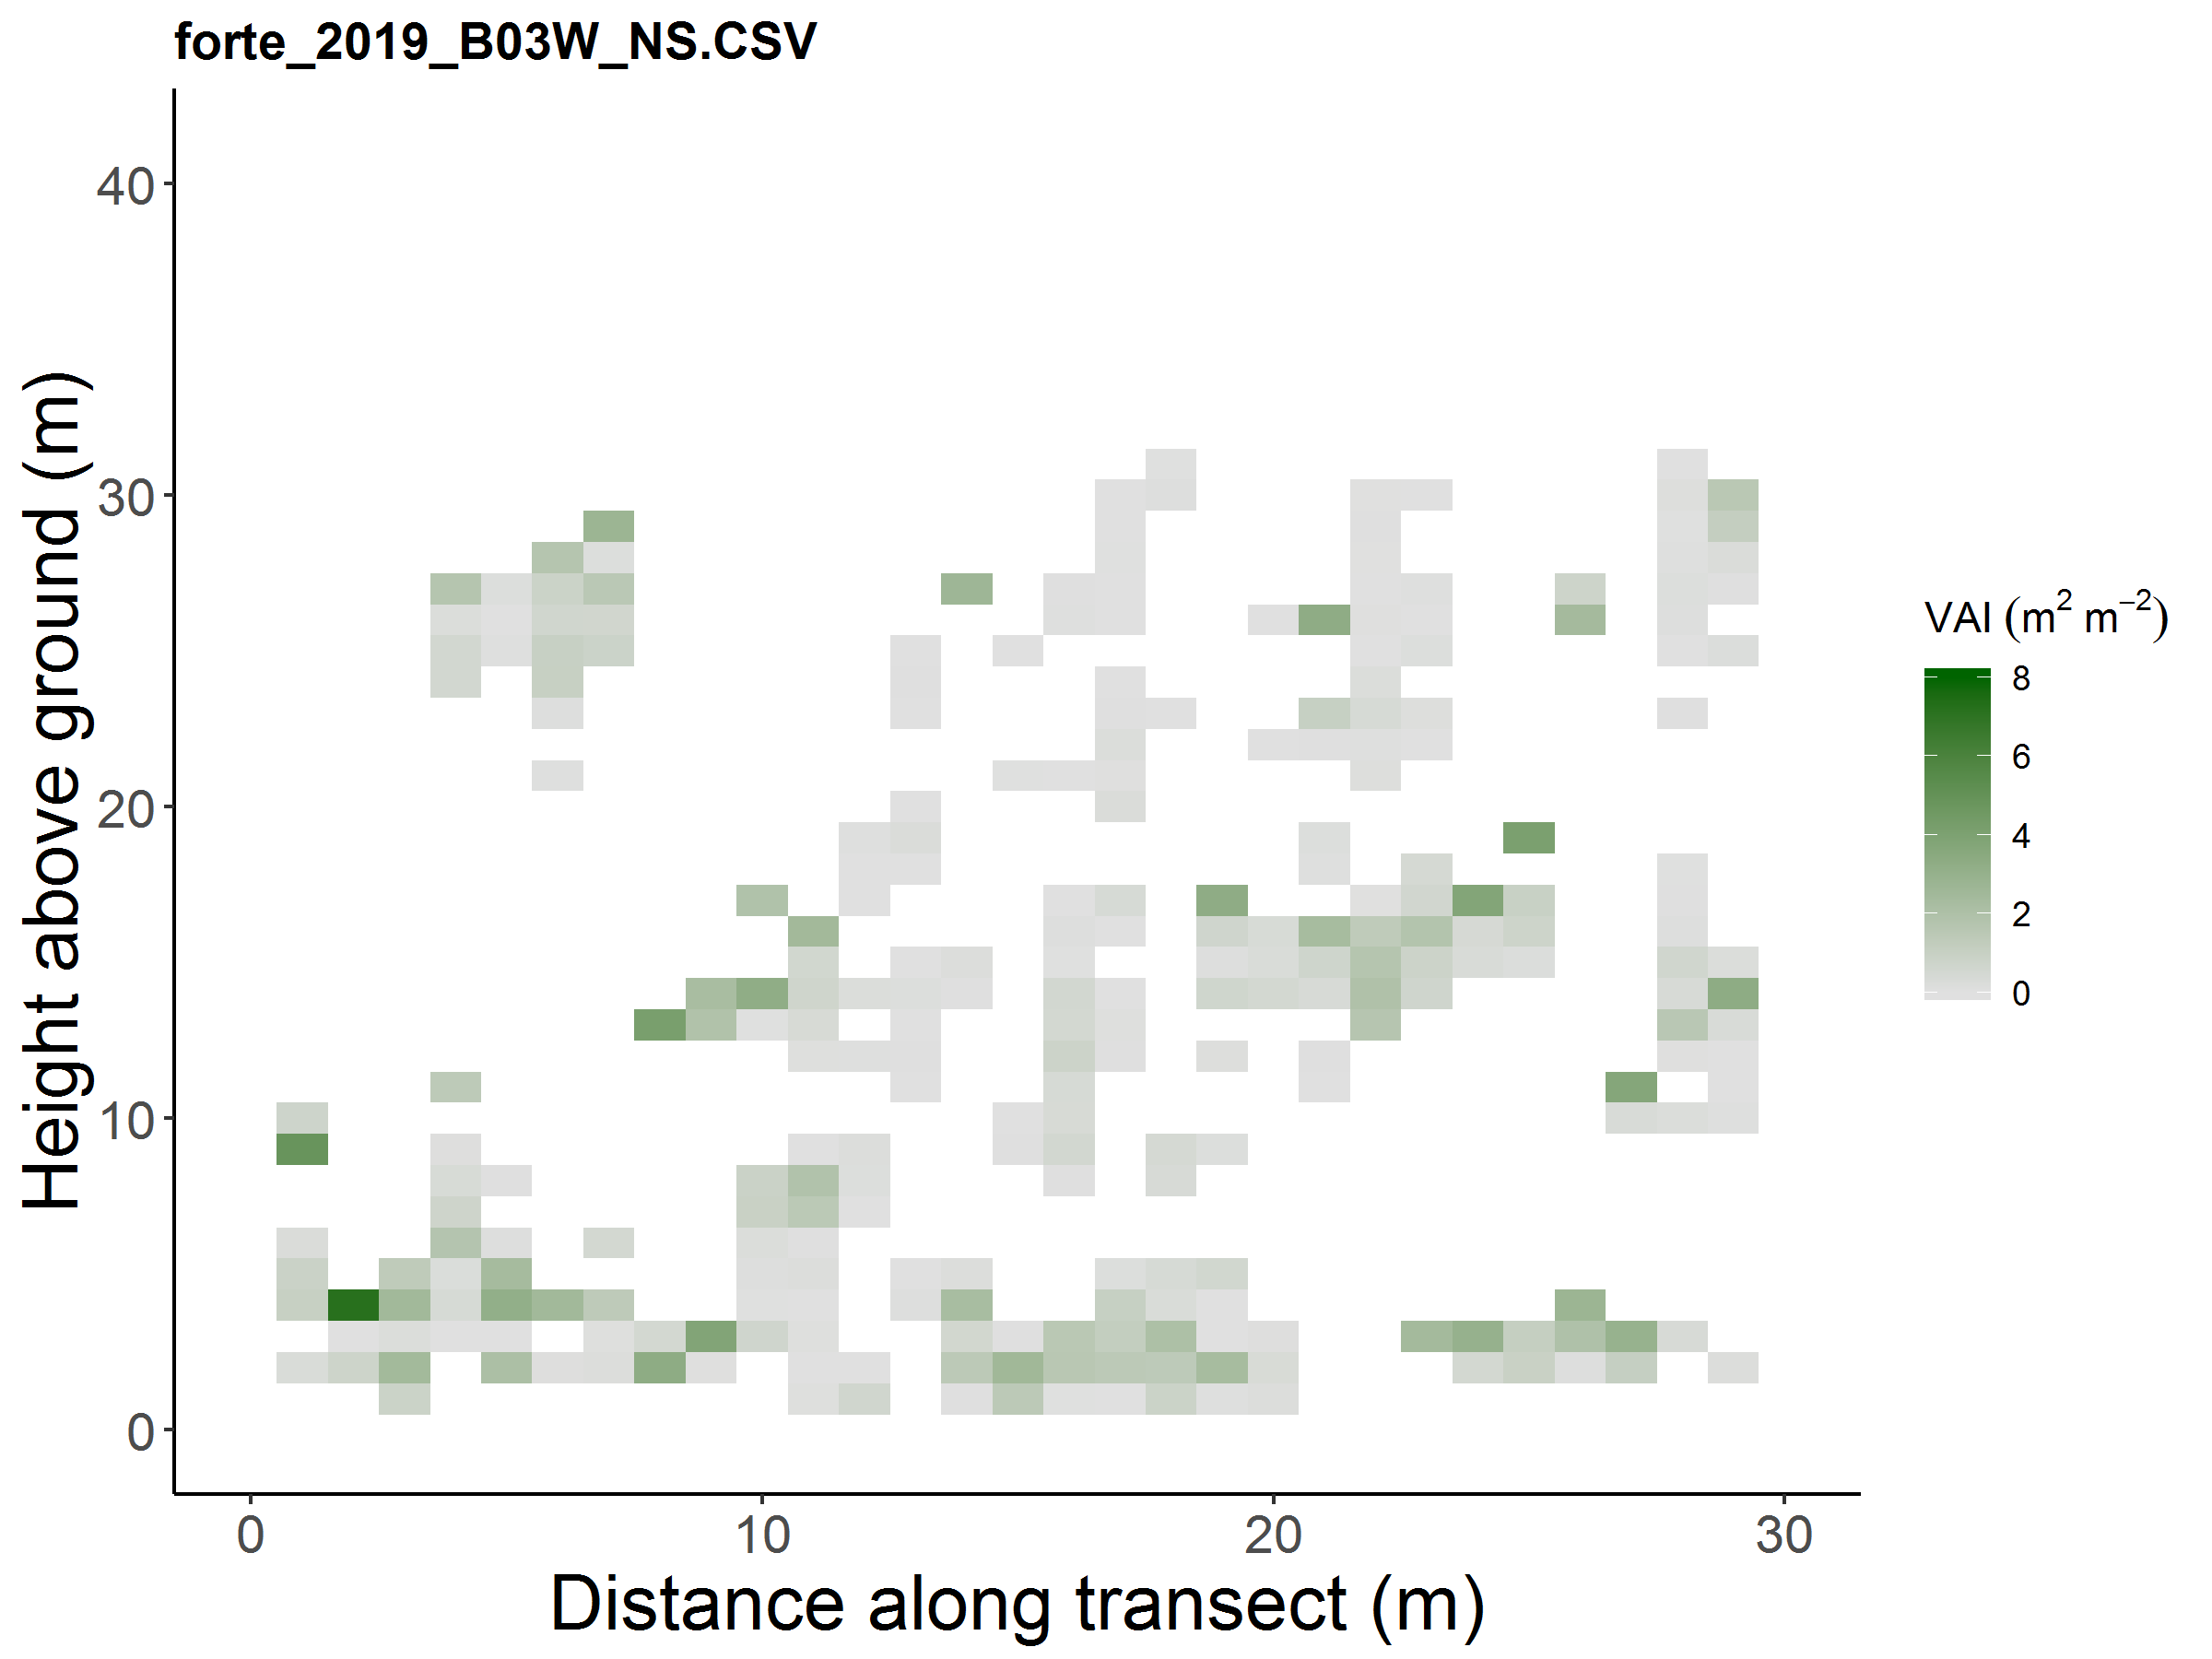 forte_2019_B03W_NS.CSV
Height above ground (m)
40
30
20
10
0
0 10 20 30
Distance along transect (m)
VAI (m² m⁻²)
8
6
4
2
0